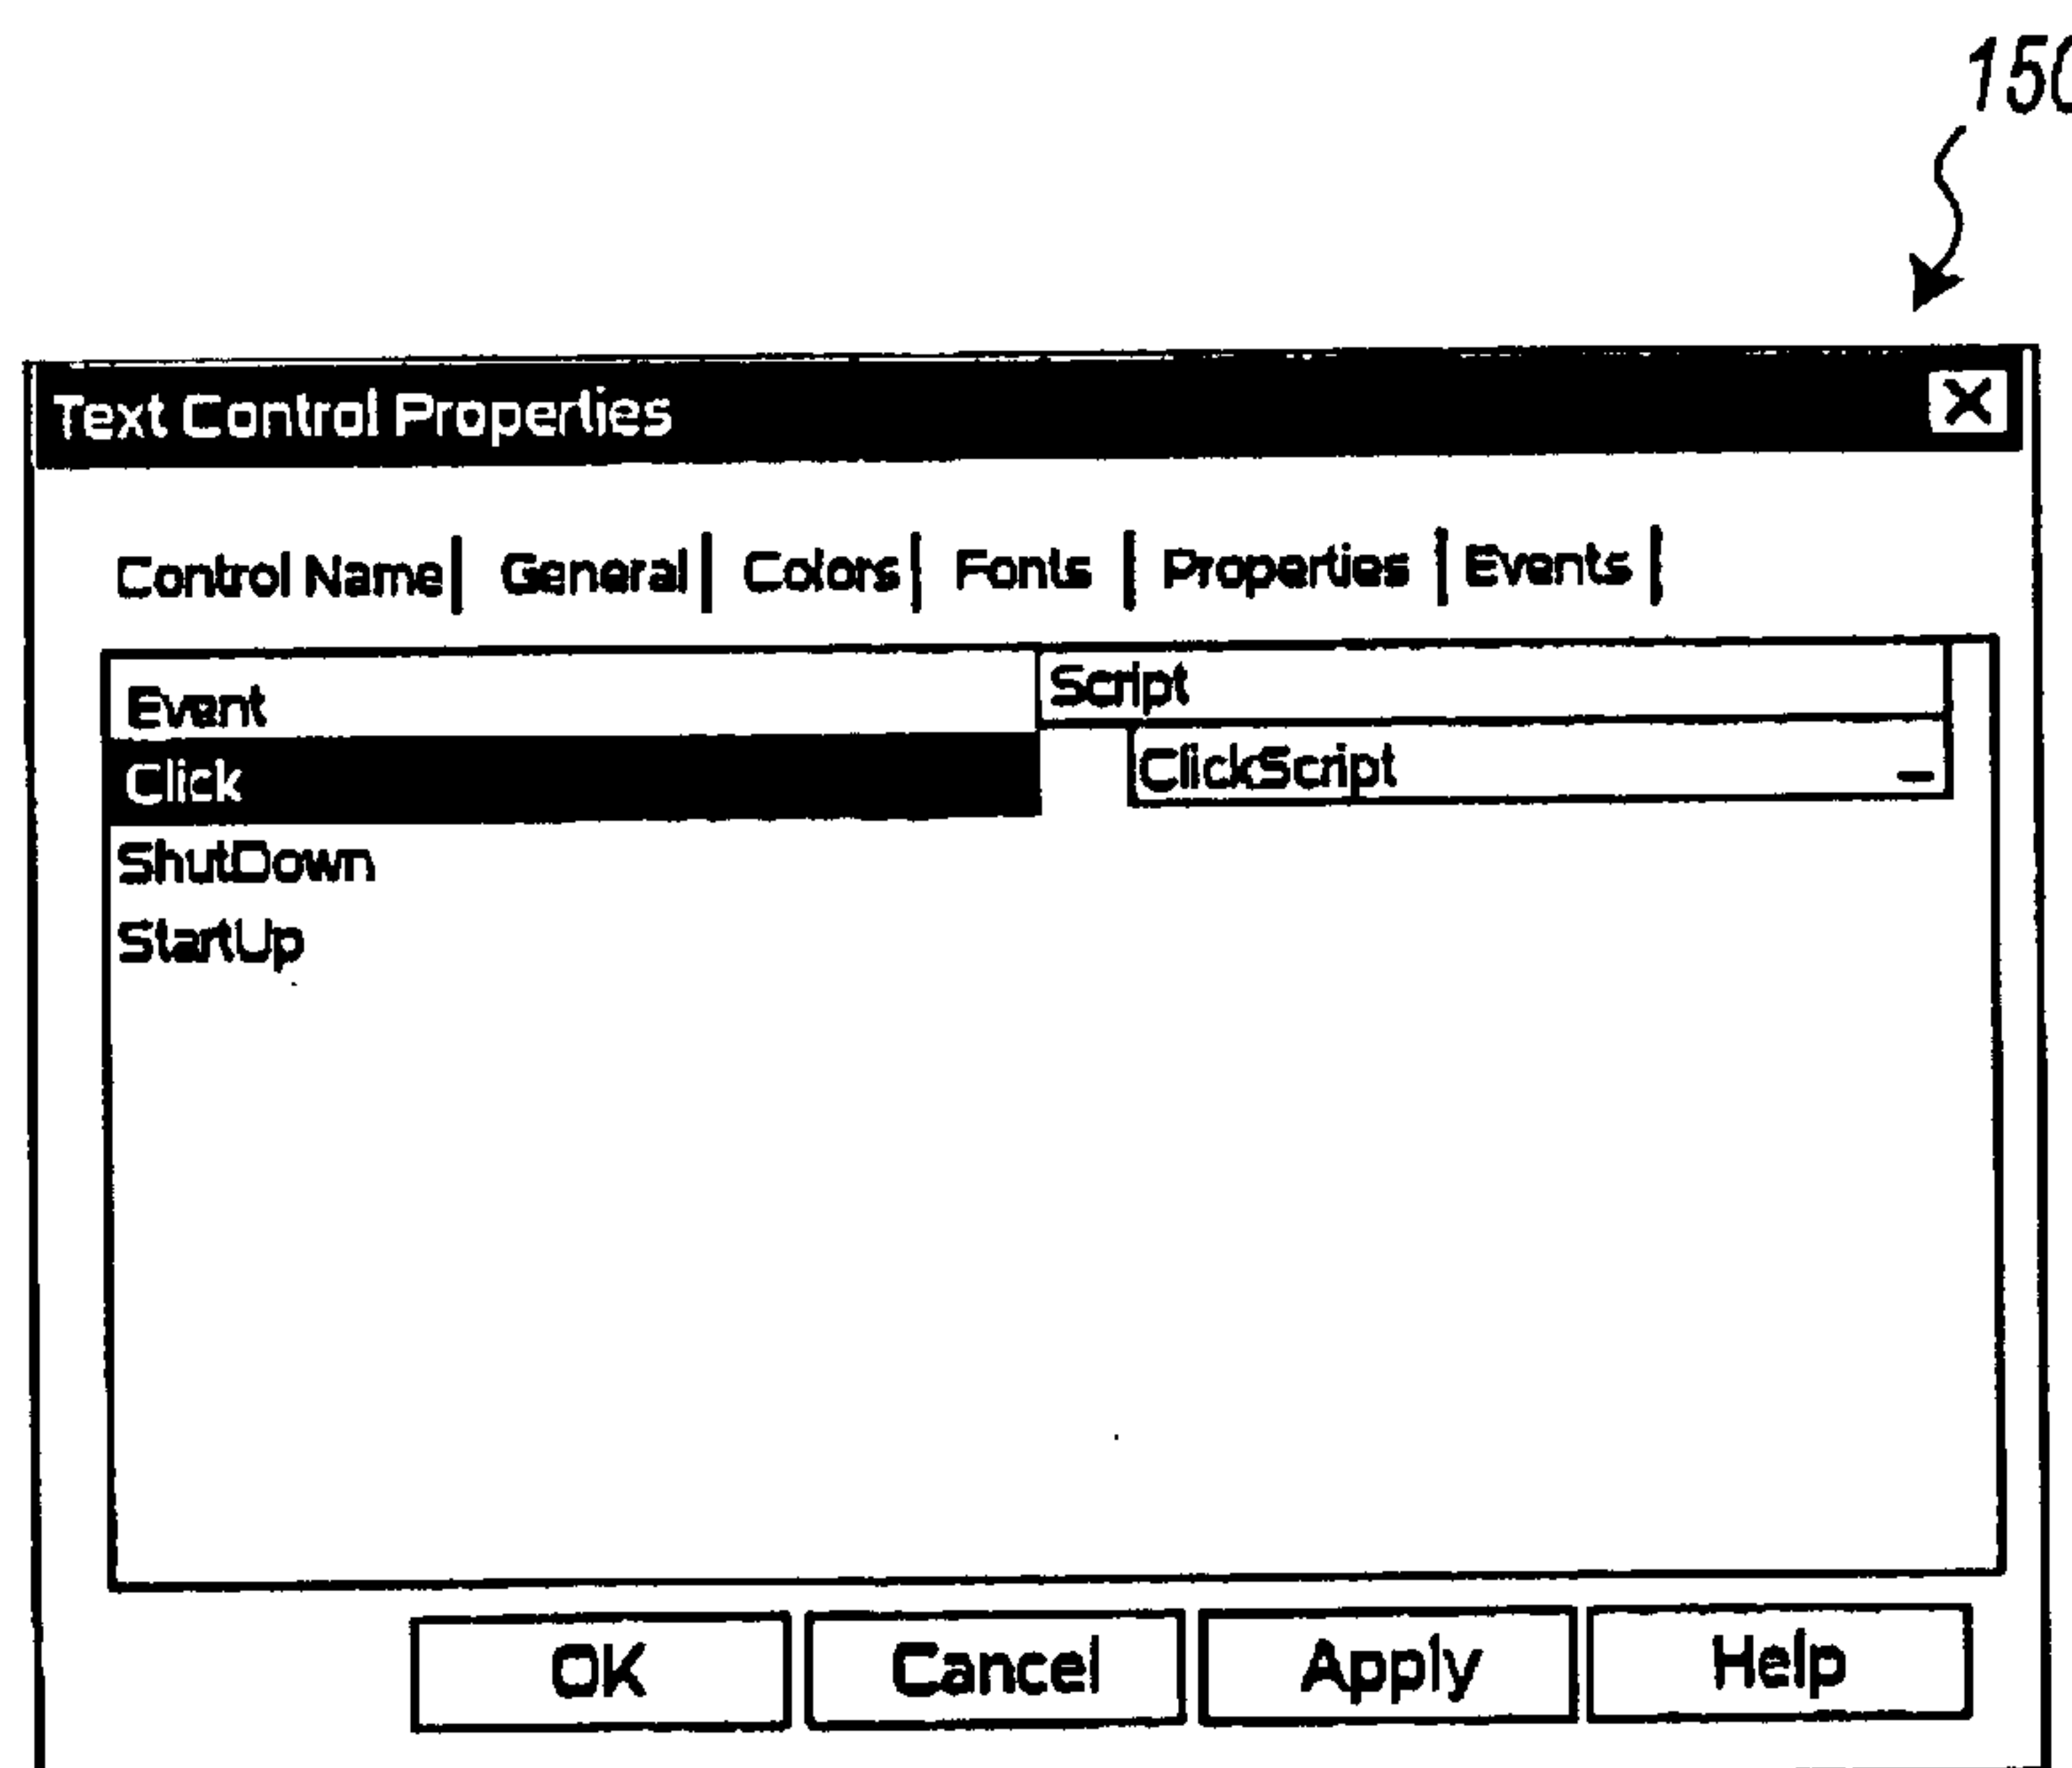 150
Text Control Properties X
Control Name | General | Colors | Fonts | Properties | Events |
Event Script
Click ClickScript
ShutDown
StartUp
OK Cancel Apply Help